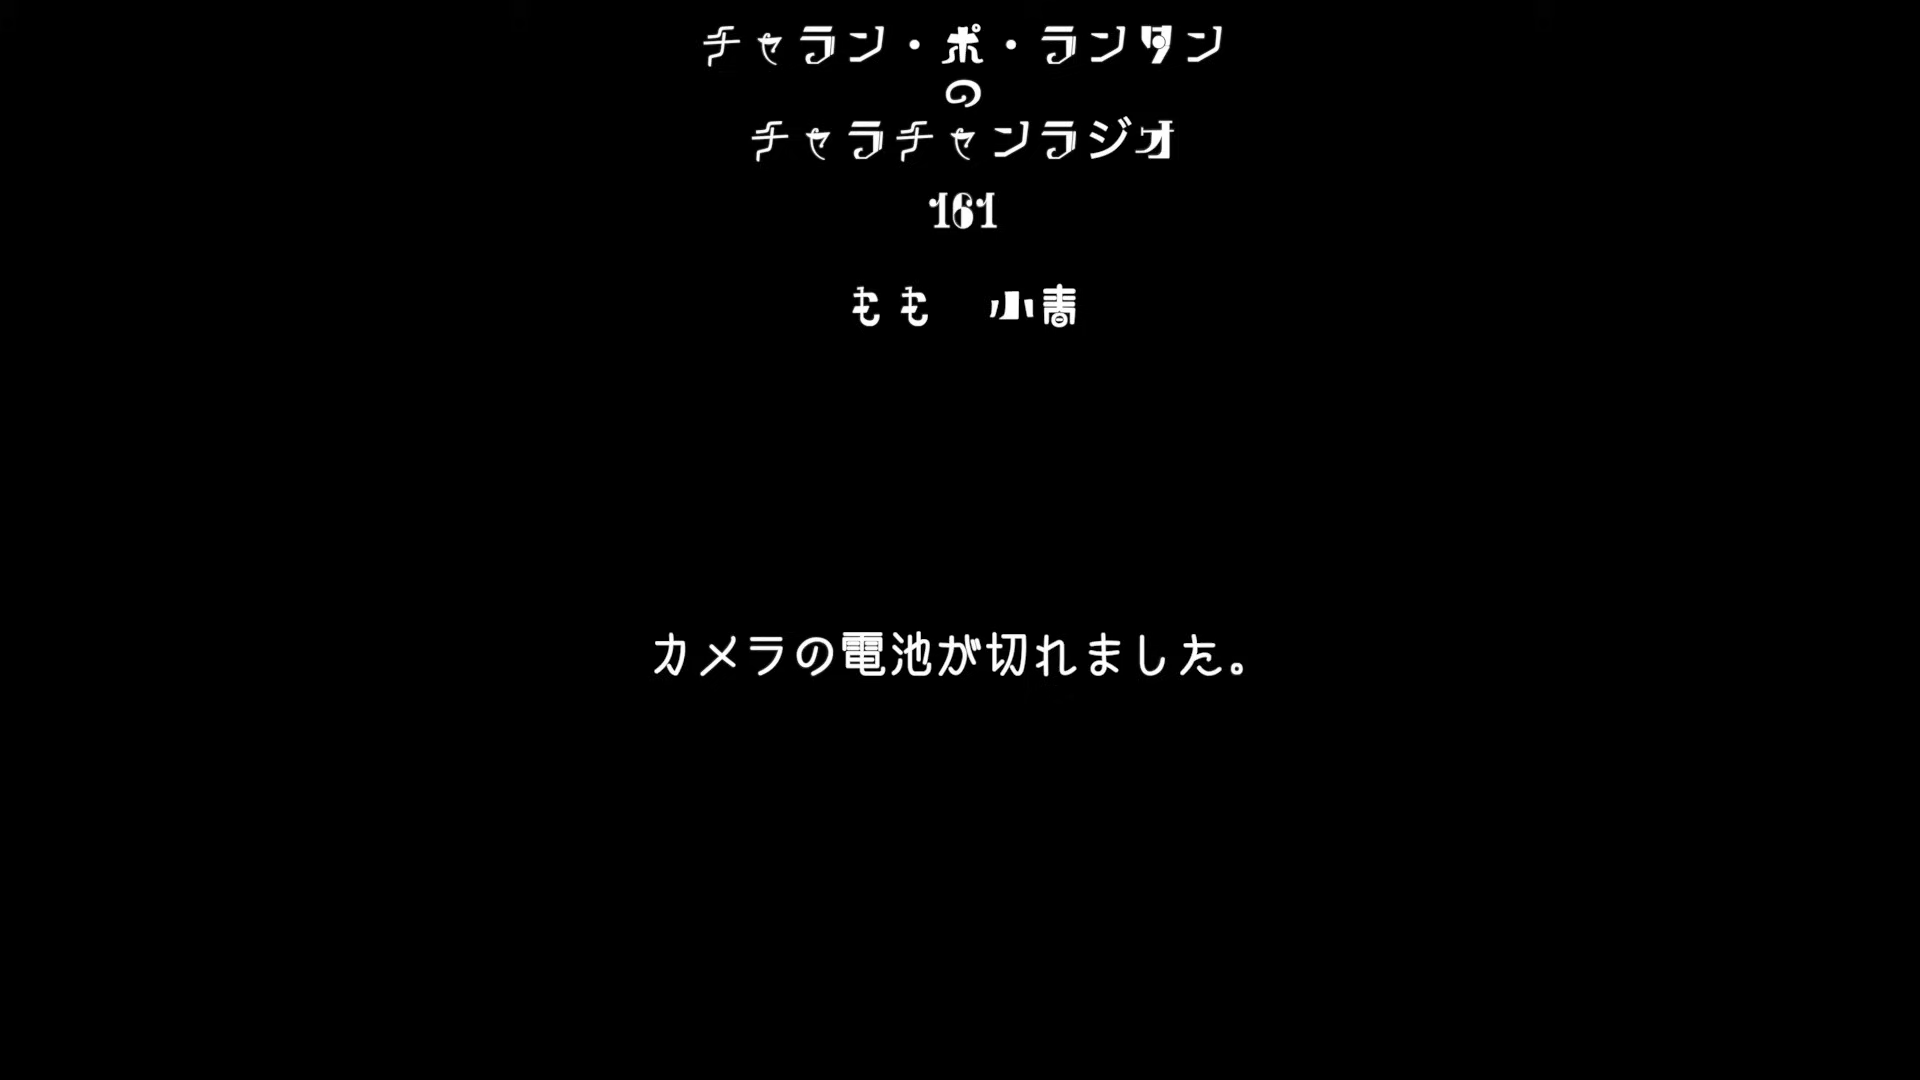 チャラン・ポ・ランタン
の
チャラチャンラジオ
161
もも　小春
カメラの電池が切れました。